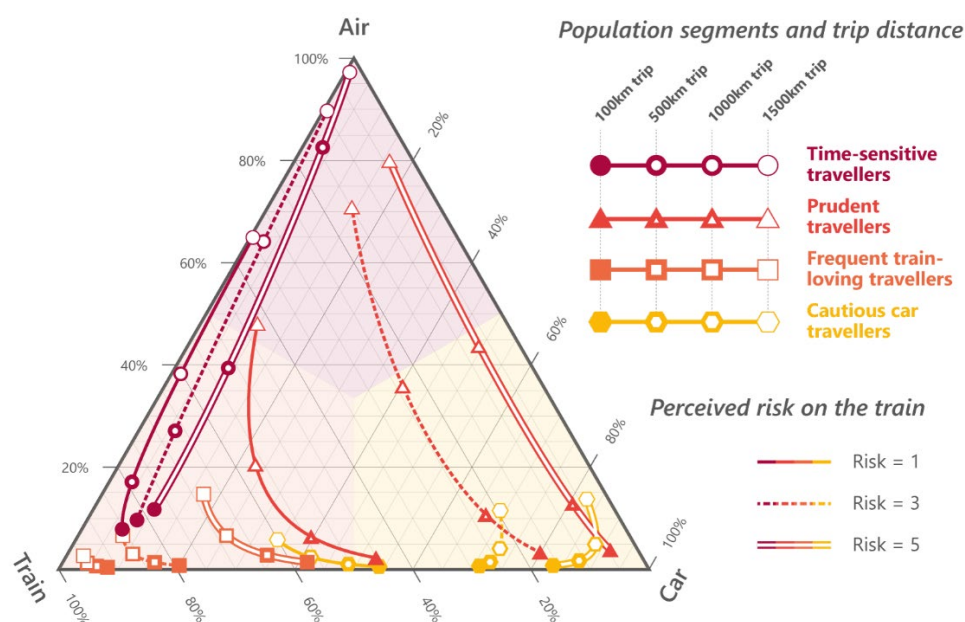 Air
Population segments and trip distance
100km trip
500km trip
1000km trip
1500km trip
Time-sensitive
travellers
Prudent
travellers
Frequent train-
loving travellers
Cautious car
travellers
Perceived risk on the train
Risk = 1
Risk = 3
Risk = 5
100%
80%
60%
40%
20%
20%
40%
60%
80%
100%
Train
100%
80%
60%
40%
20%
Car